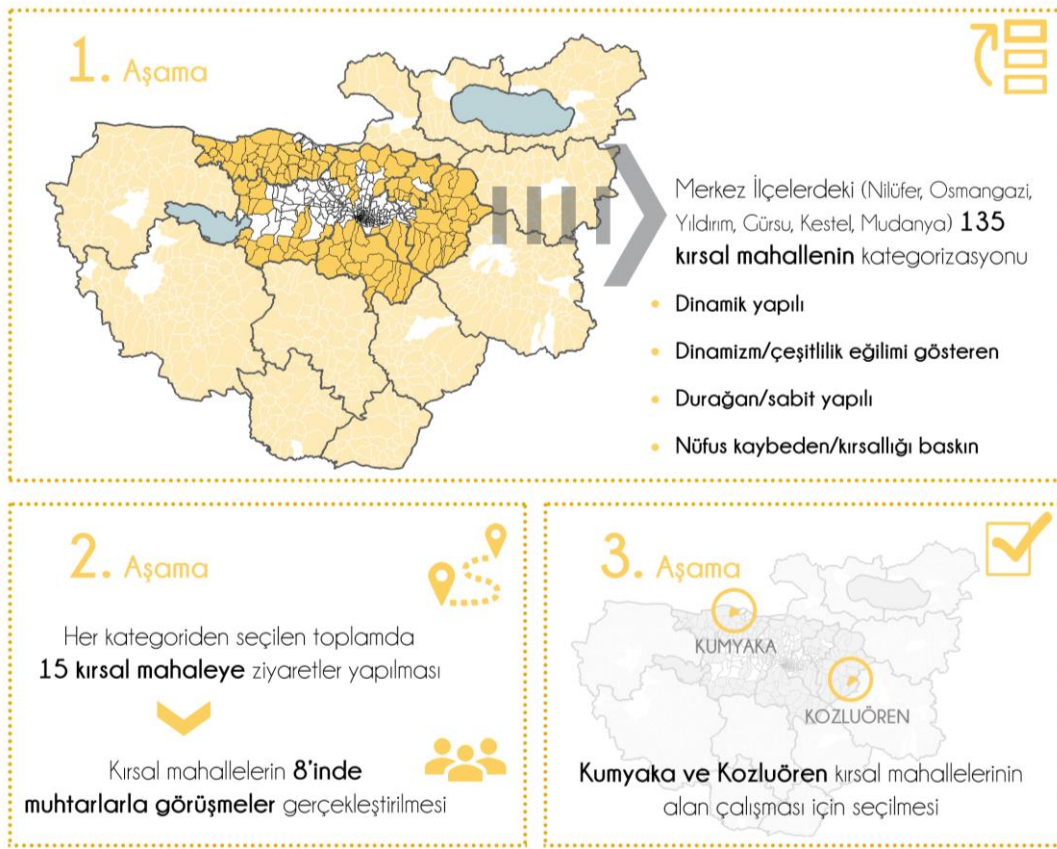 1. Aşama
Merkez İlçelerdeki (Nilüfer, Osmangazi,
Yıldırım, Gürsu, Kestel, Mudanya) 135
kırsal mahallenin kategorizasyonu
• Dinamik yapılı
• Dinamizm/çeşitlilik eğilimi gösteren
• Durağan/sabit yapılı
• Nüfus kaybeden/kırsallığı baskın
2. Aşama
Her kategoriden seçilen toplamda
15 kırsal mahaleye ziyaretler yapılması
Kırsal mahallelerin 8'inde
muhtarlarla görüşmeler gerçekleştirilmesi
3. Aşama
KUMYAKA
KOZLUÖREN
Kumyaka ve Kozluören kırsal mahallelerinin
alan çalışması için seçilmesi